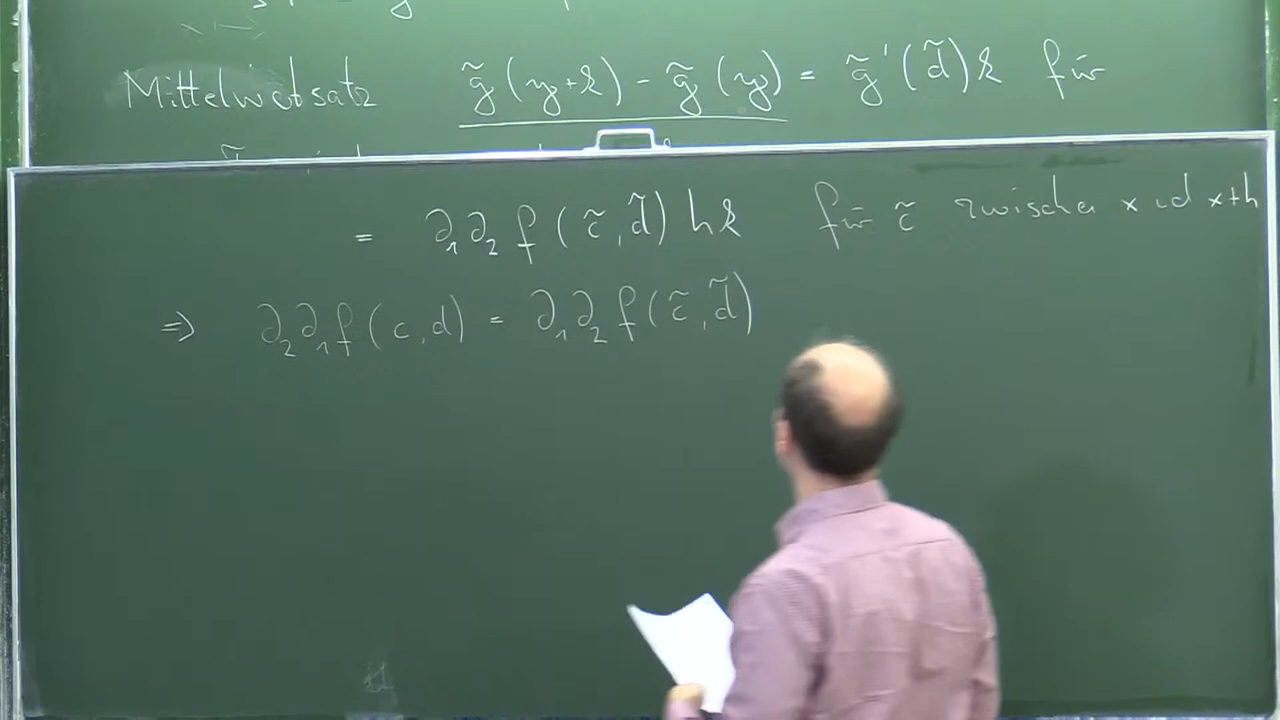 Mittelwertsatz g̃(y+k) - g̃(y) = g̃'(d̃)k für
= ∂₁∂₂f(c̃,d̃)hk für c̃ zwischen x und x+h
⇒ ∂₂∂₁f(c,d) = ∂₁∂₂f(c̃,d̃)